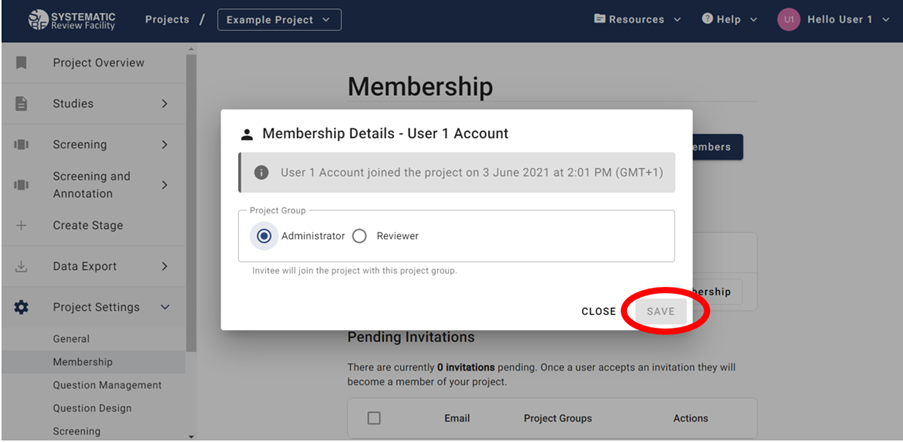 SYSTEMATIC
Review Facility
Projects /
Example Project
Resources
Help
U1
Hello User 1
Project Overview
Studies
Screening
Screening and
Annotation
Create Stage
Data Export
Project Settings
General
Membership
Question Management
Question Design
Screening
Membership
embers
Membership Details - User 1 Account
User 1 Account joined the project on 3 June 2021 at 2:01 PM (GMT+1)
Project Group
Administrator
Reviewer
Invitee will join the project with this project group.
CLOSE
SAVE
bership
Pending Invitations
There are currently 0 invitations pending. Once a user accepts an invitation they will
become a member of your project.
Email
Project Groups
Actions